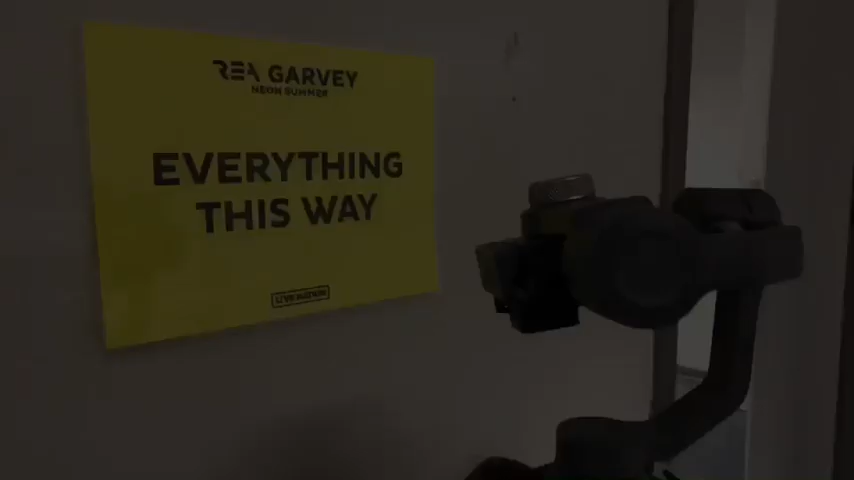 REA GARVEY
NEON SUMMER
EVERYTHING
THIS WAY
LIVE NATION